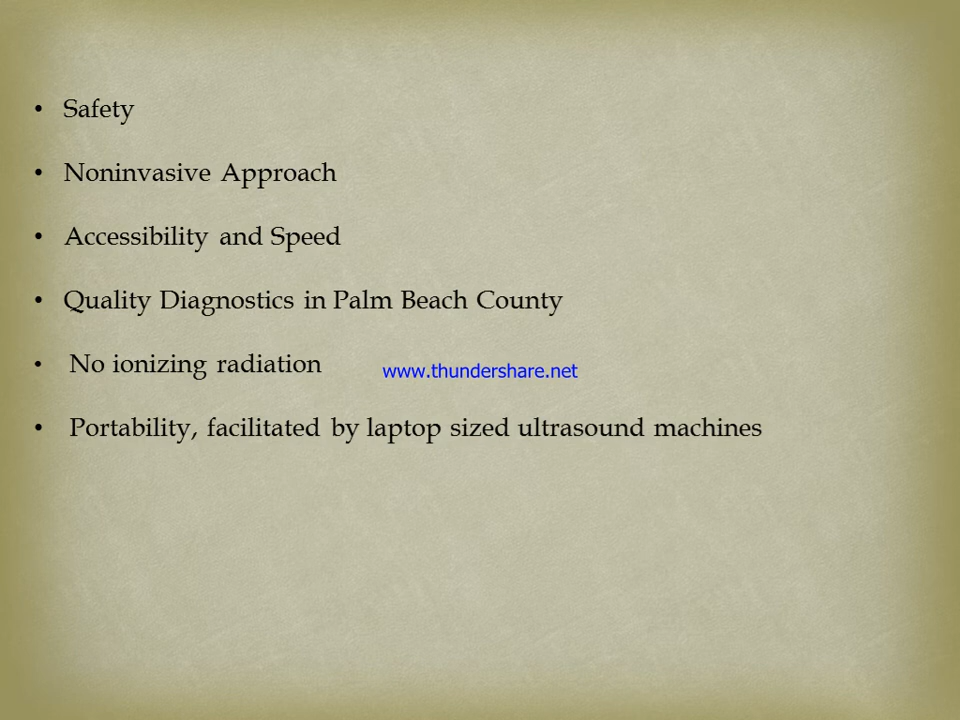 • Safety
• Noninvasive Approach
• Accessibility and Speed
• Quality Diagnostics in Palm Beach County
• No ionizing radiation
www.thundershare.net
• Portability, facilitated by laptop sized ultrasound machines